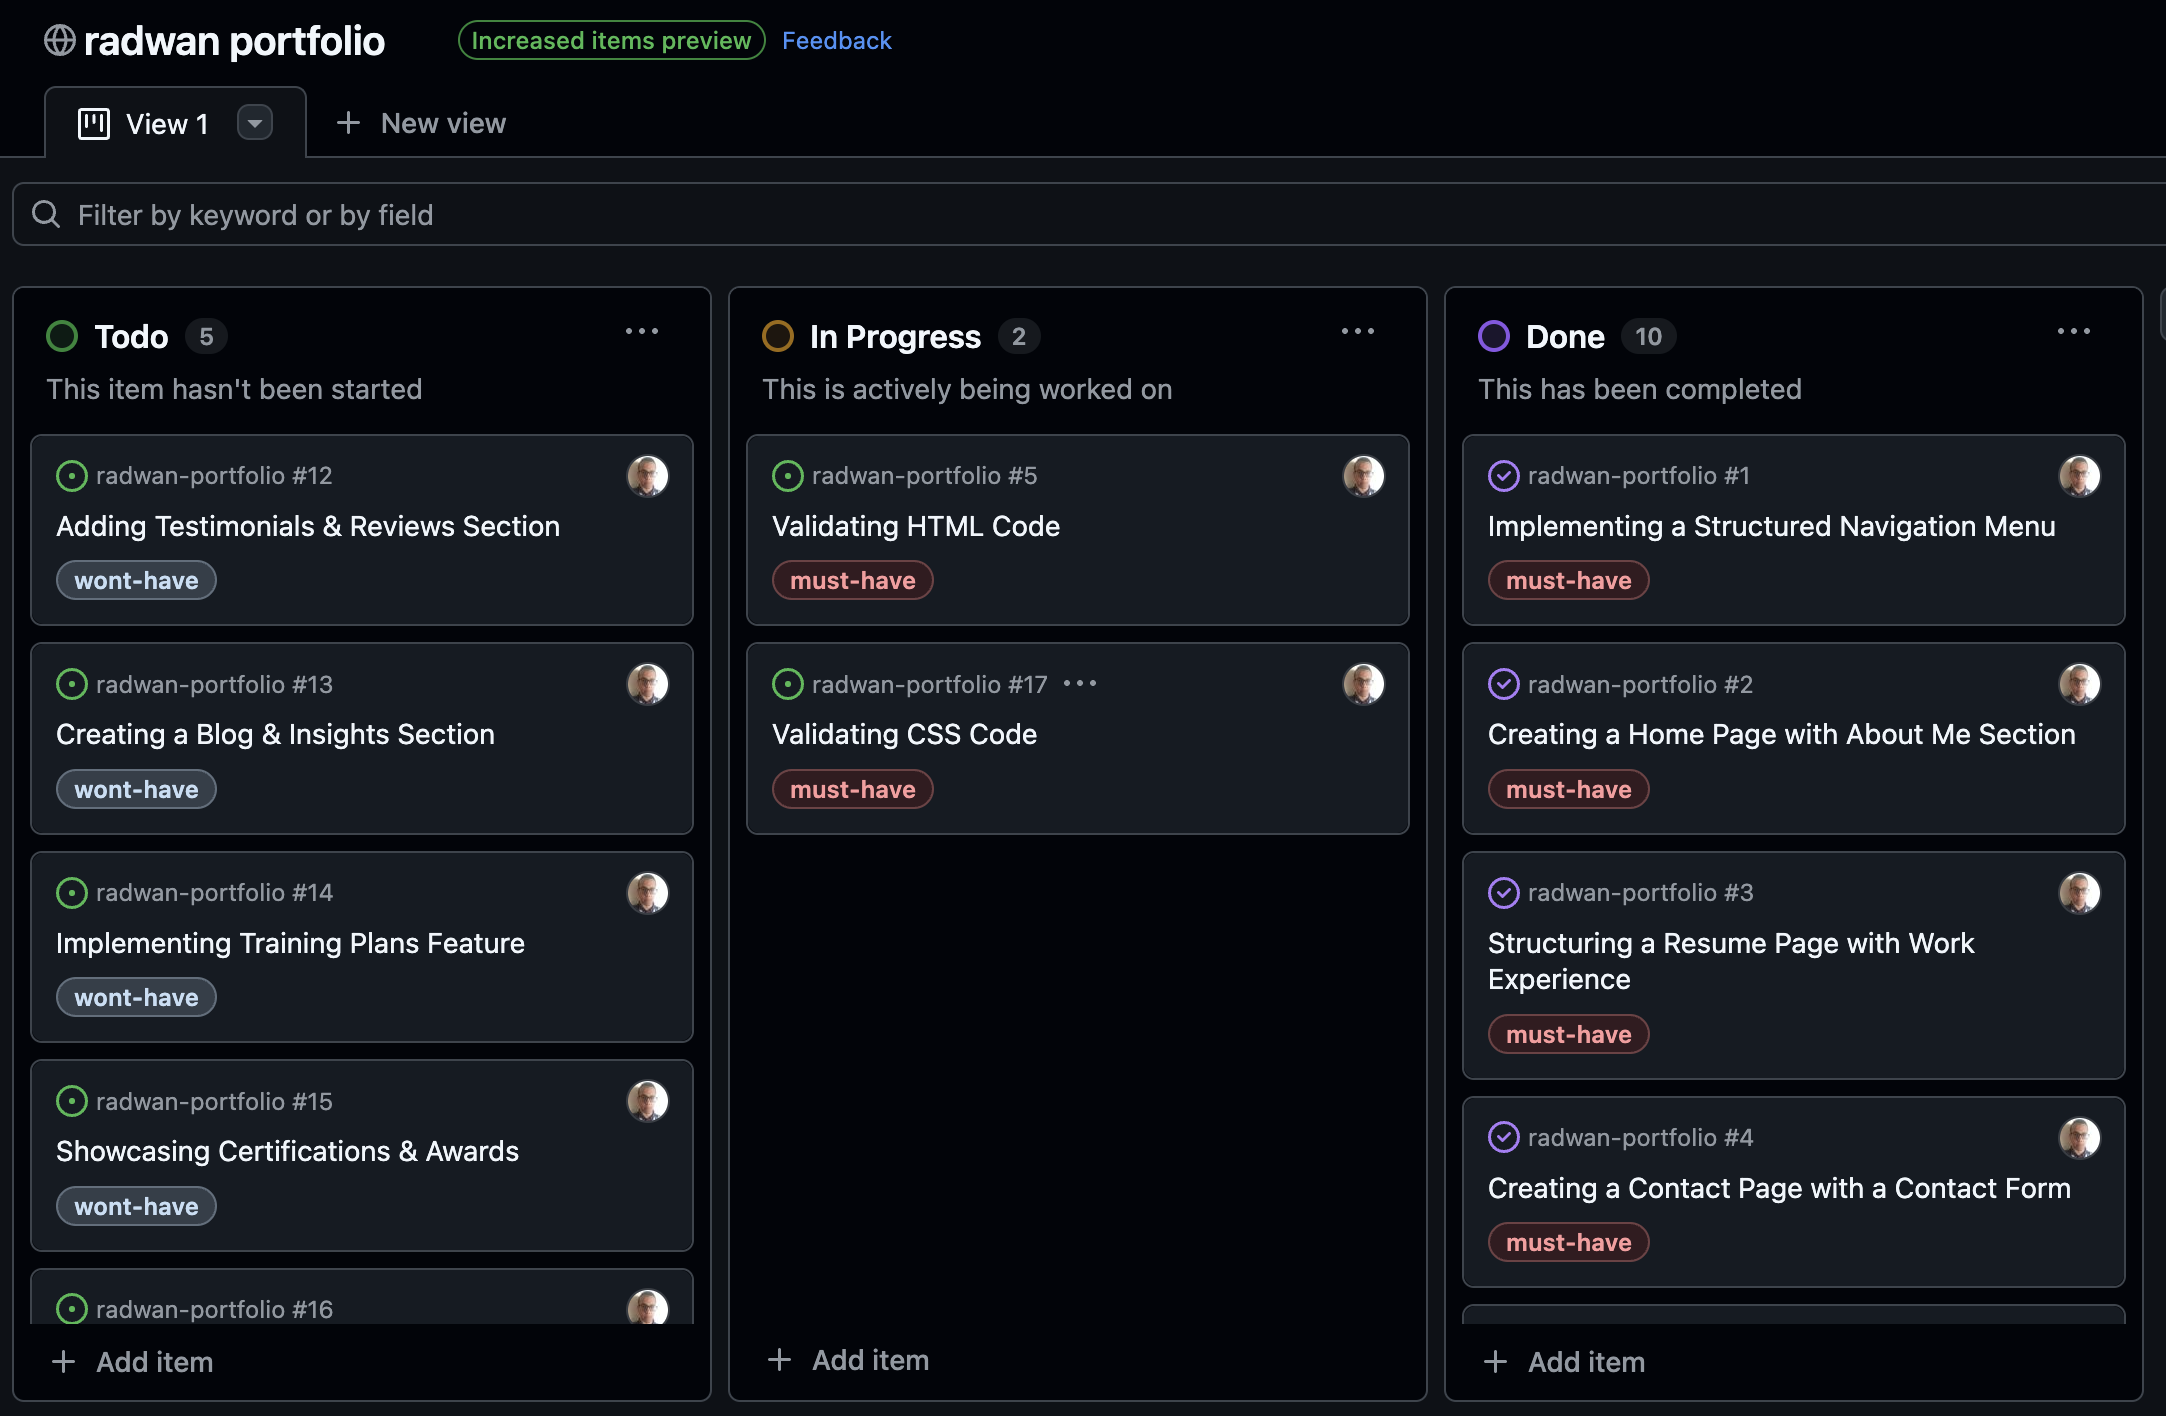 radwan portfolio
Increased items preview
Feedback
View 1
New view
Filter by keyword or by field
Todo 5
This item hasn't been started
radwan-portfolio #12
Adding Testimonials & Reviews Section
wont-have
radwan-portfolio #13
Creating a Blog & Insights Section
wont-have
radwan-portfolio #14
Implementing Training Plans Feature
wont-have
radwan-portfolio #15
Showcasing Certifications & Awards
wont-have
radwan-portfolio #16
Add item
In Progress 2
This is actively being worked on
radwan-portfolio #5
Validating HTML Code
must-have
radwan-portfolio #17
Validating CSS Code
must-have
Add item
Done 10
This has been completed
radwan-portfolio #1
Implementing a Structured Navigation Menu
must-have
radwan-portfolio #2
Creating a Home Page with About Me Section
must-have
radwan-portfolio #3
Structuring a Resume Page with Work
Experience
must-have
radwan-portfolio #4
Creating a Contact Page with a Contact Form
must-have
Add item